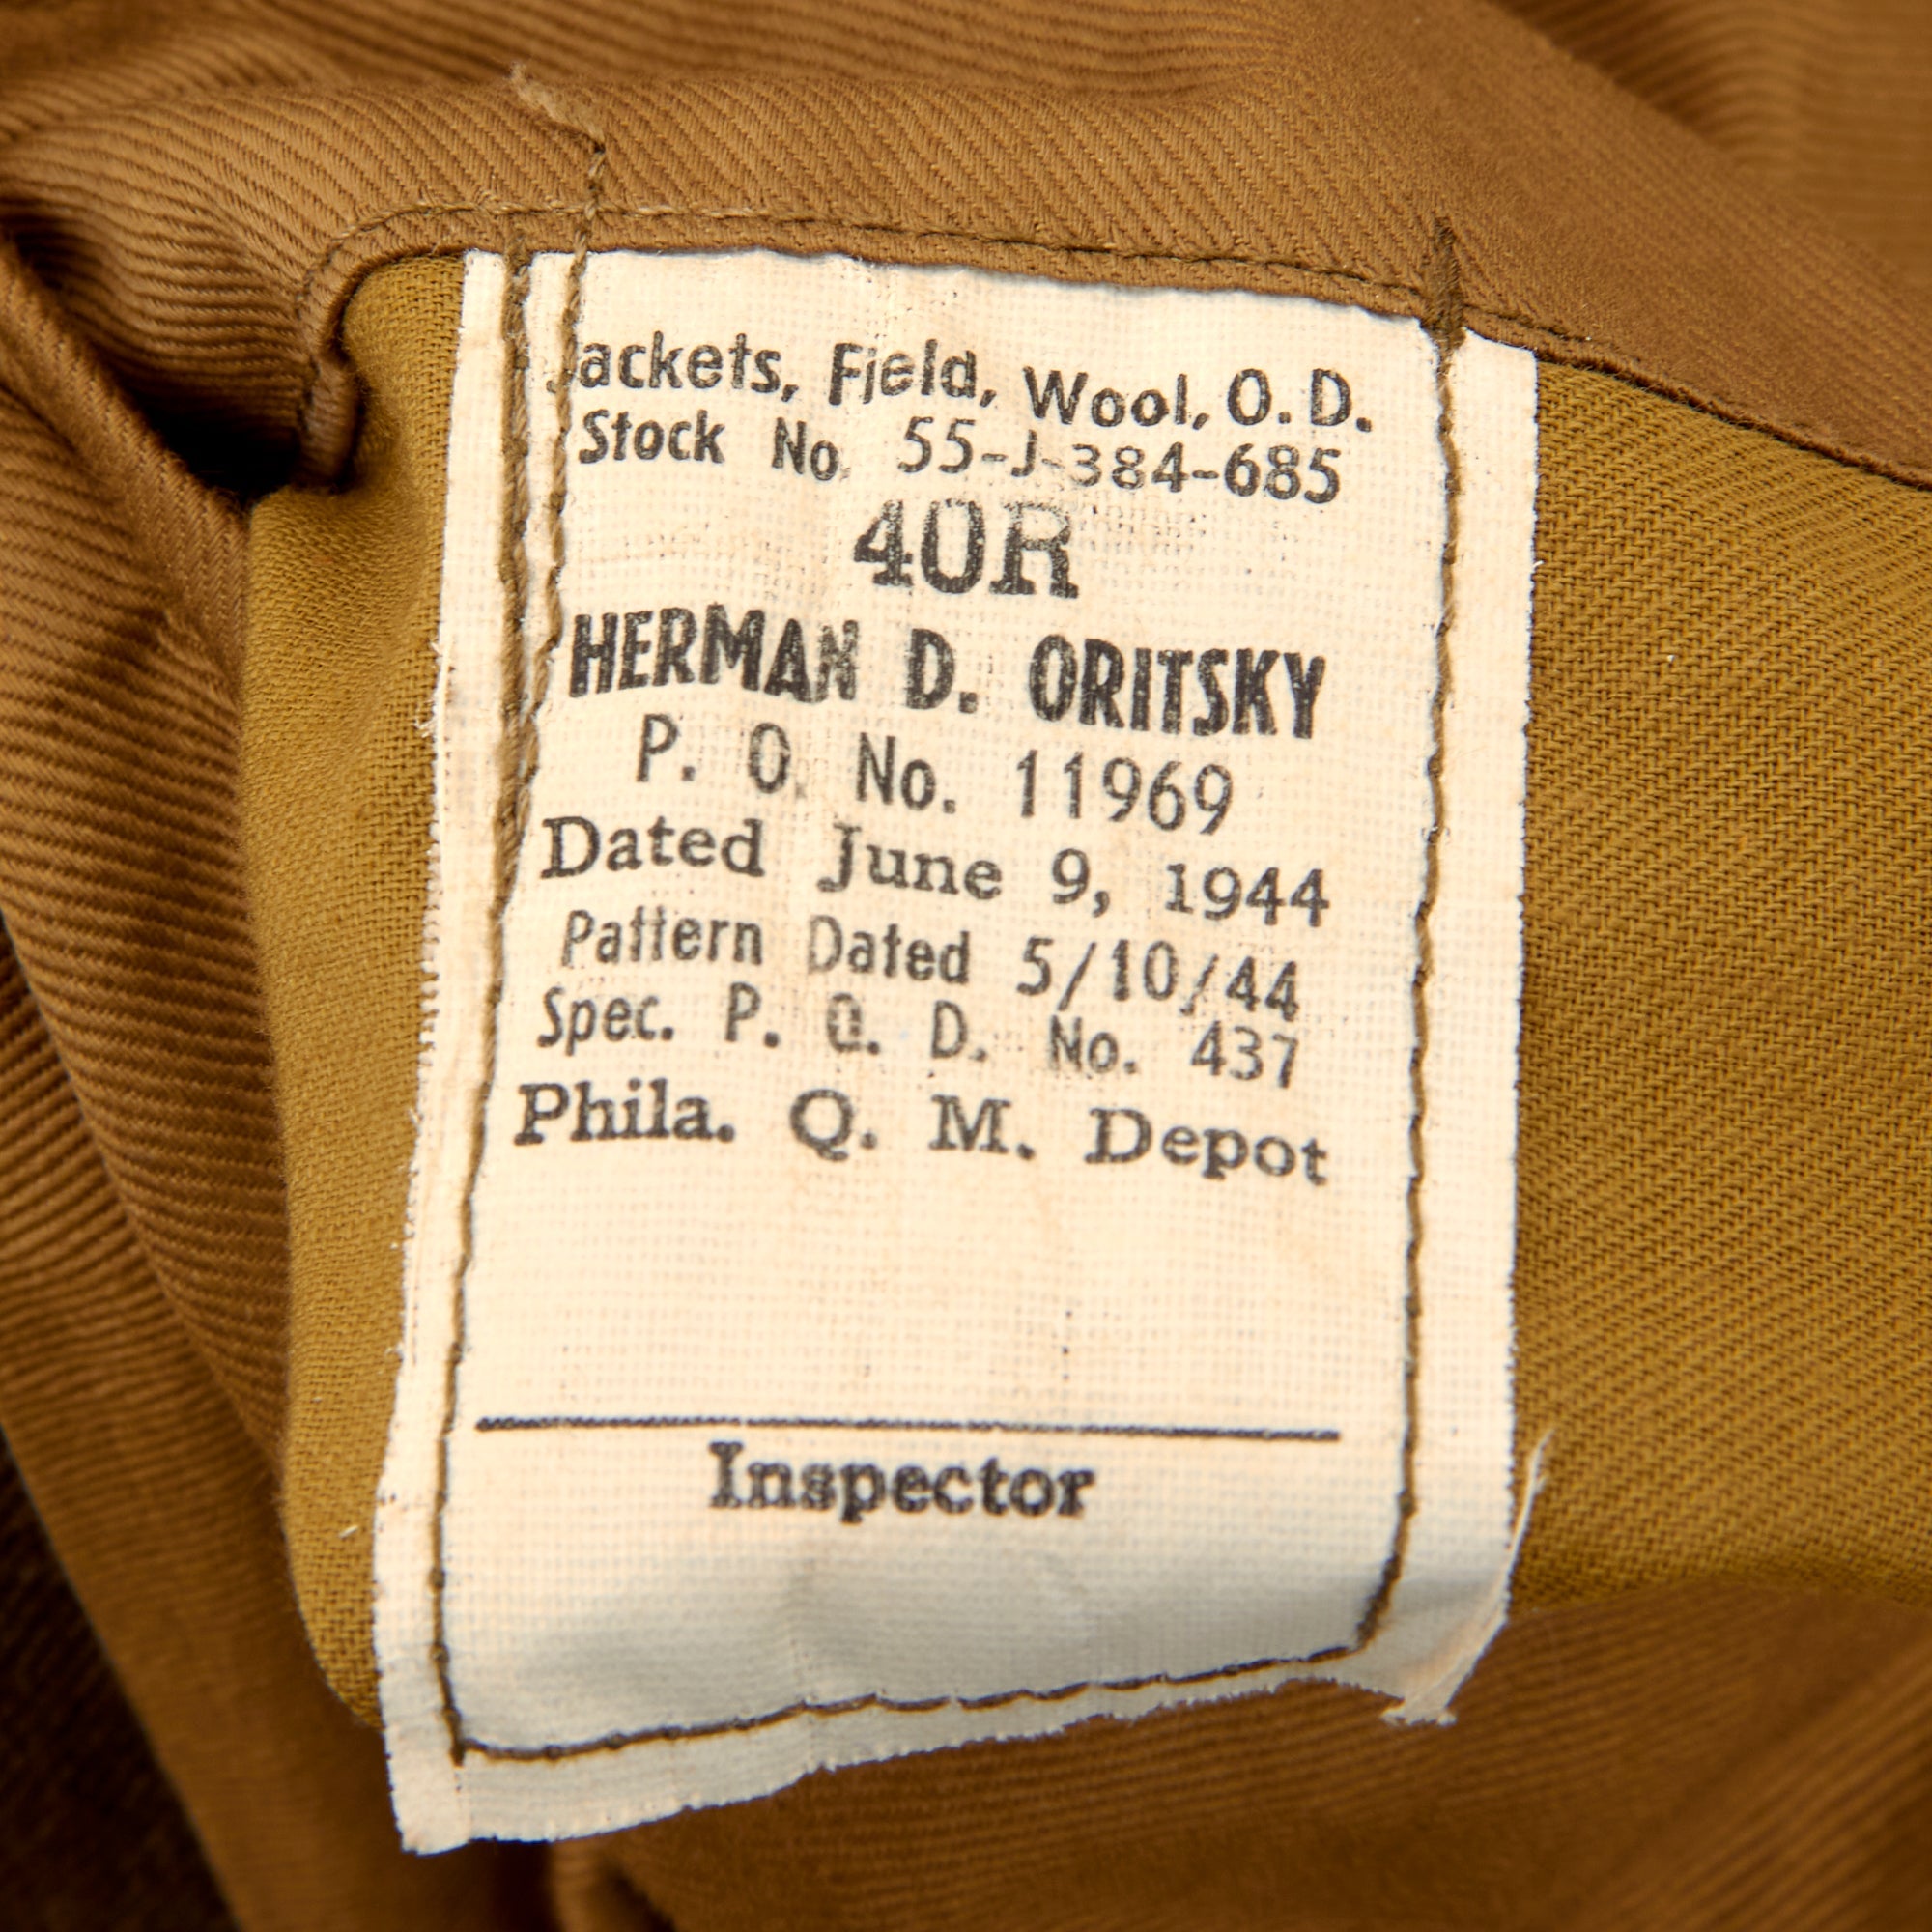 Jackets, Field, Wool, O. D.
Stock No. 55-J-384-685
40R
HERMAN D. ORITSKY
P. O. No. 11969
Dated June 9, 1944
Pattern Dated 5/10/44
Spec. P. Q. D. No. 437
Phila. Q. M. Depot
Inspector